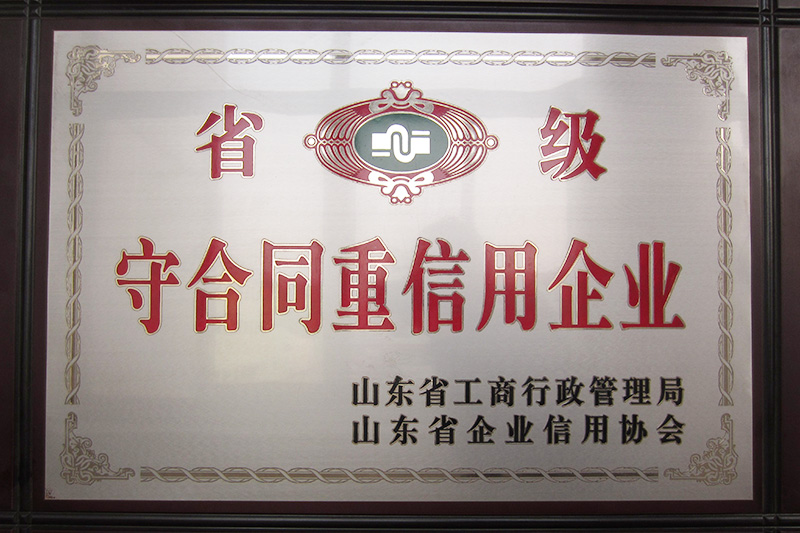 省 级
守合同重信用企业
山东省工商行政管理局
山东省企业信用协会